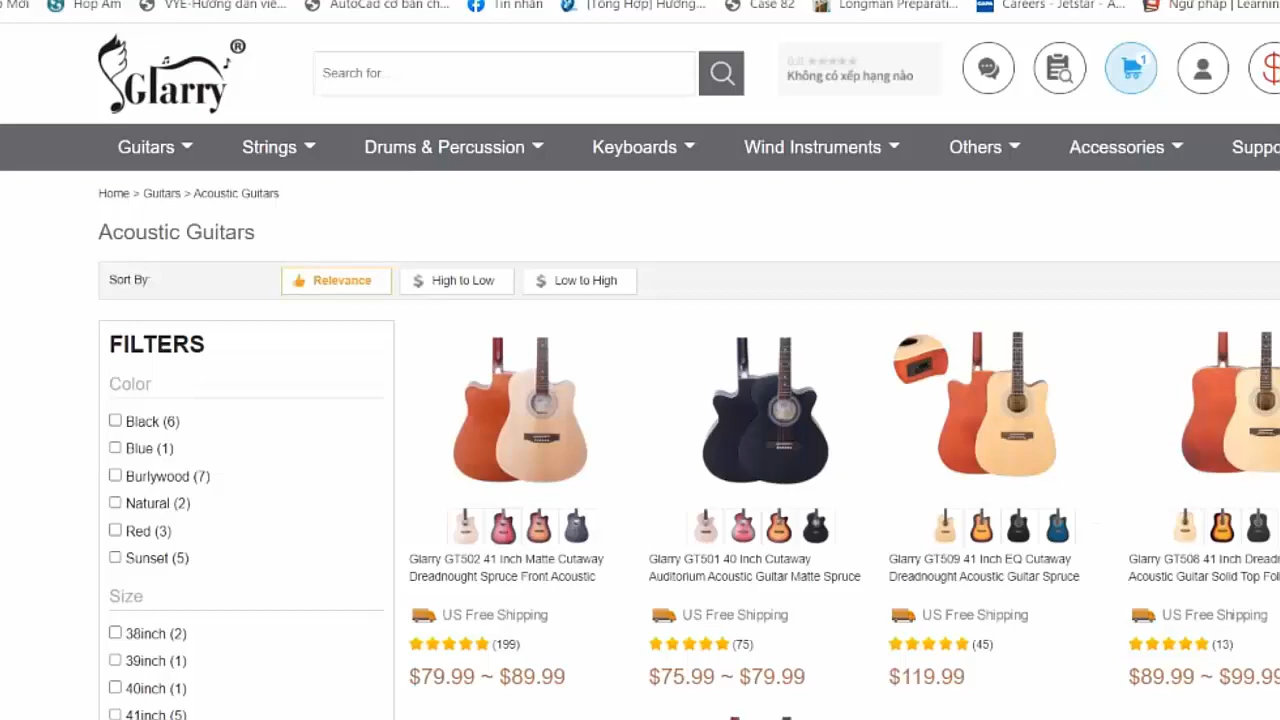 Mới
Hợp Âm
VYE-Hướng dẫn viê...
AutoCad cơ bản ch...
Tin nhắn
[Tổng Hợp] Hướng...
Case 82
Longman Preparati...
Careers - Jetstar - A...
Ngữ pháp | Learnin
Glarry ®
Search for...
0.0 ★★★★★
Không có xếp hạng nào
1
Guitars
Strings
Drums & Percussion
Keyboards
Wind Instruments
Others
Accessories
Suppo
Home > Guitars > Acoustic Guitars
Acoustic Guitars
Sort By:
Relevance
$ High to Low
$ Low to High
FILTERS
Color
Black (6)
Blue (1)
Burlywood (7)
Natural (2)
Red (3)
Sunset (5)
Size
38inch (2)
39inch (1)
40inch (1)
41inch (5)
Glarry GT502 41 Inch Matte Cutaway
Dreadnought Spruce Front Acoustic
US Free Shipping
(199)
$79.99 ~ $89.99
Glarry GT501 40 Inch Cutaway
Auditorium Acoustic Guitar Matte Spruce
US Free Shipping
(75)
$75.99 ~ $79.99
Glarry GT509 41 Inch EQ Cutaway
Dreadnought Acoustic Guitar Spruce
US Free Shipping
(45)
$119.99
Glarry GT506 41 Inch Dreadn
Acoustic Guitar Solid Top Fol
US Free Shipping
(13)
$89.99 ~ $99.99